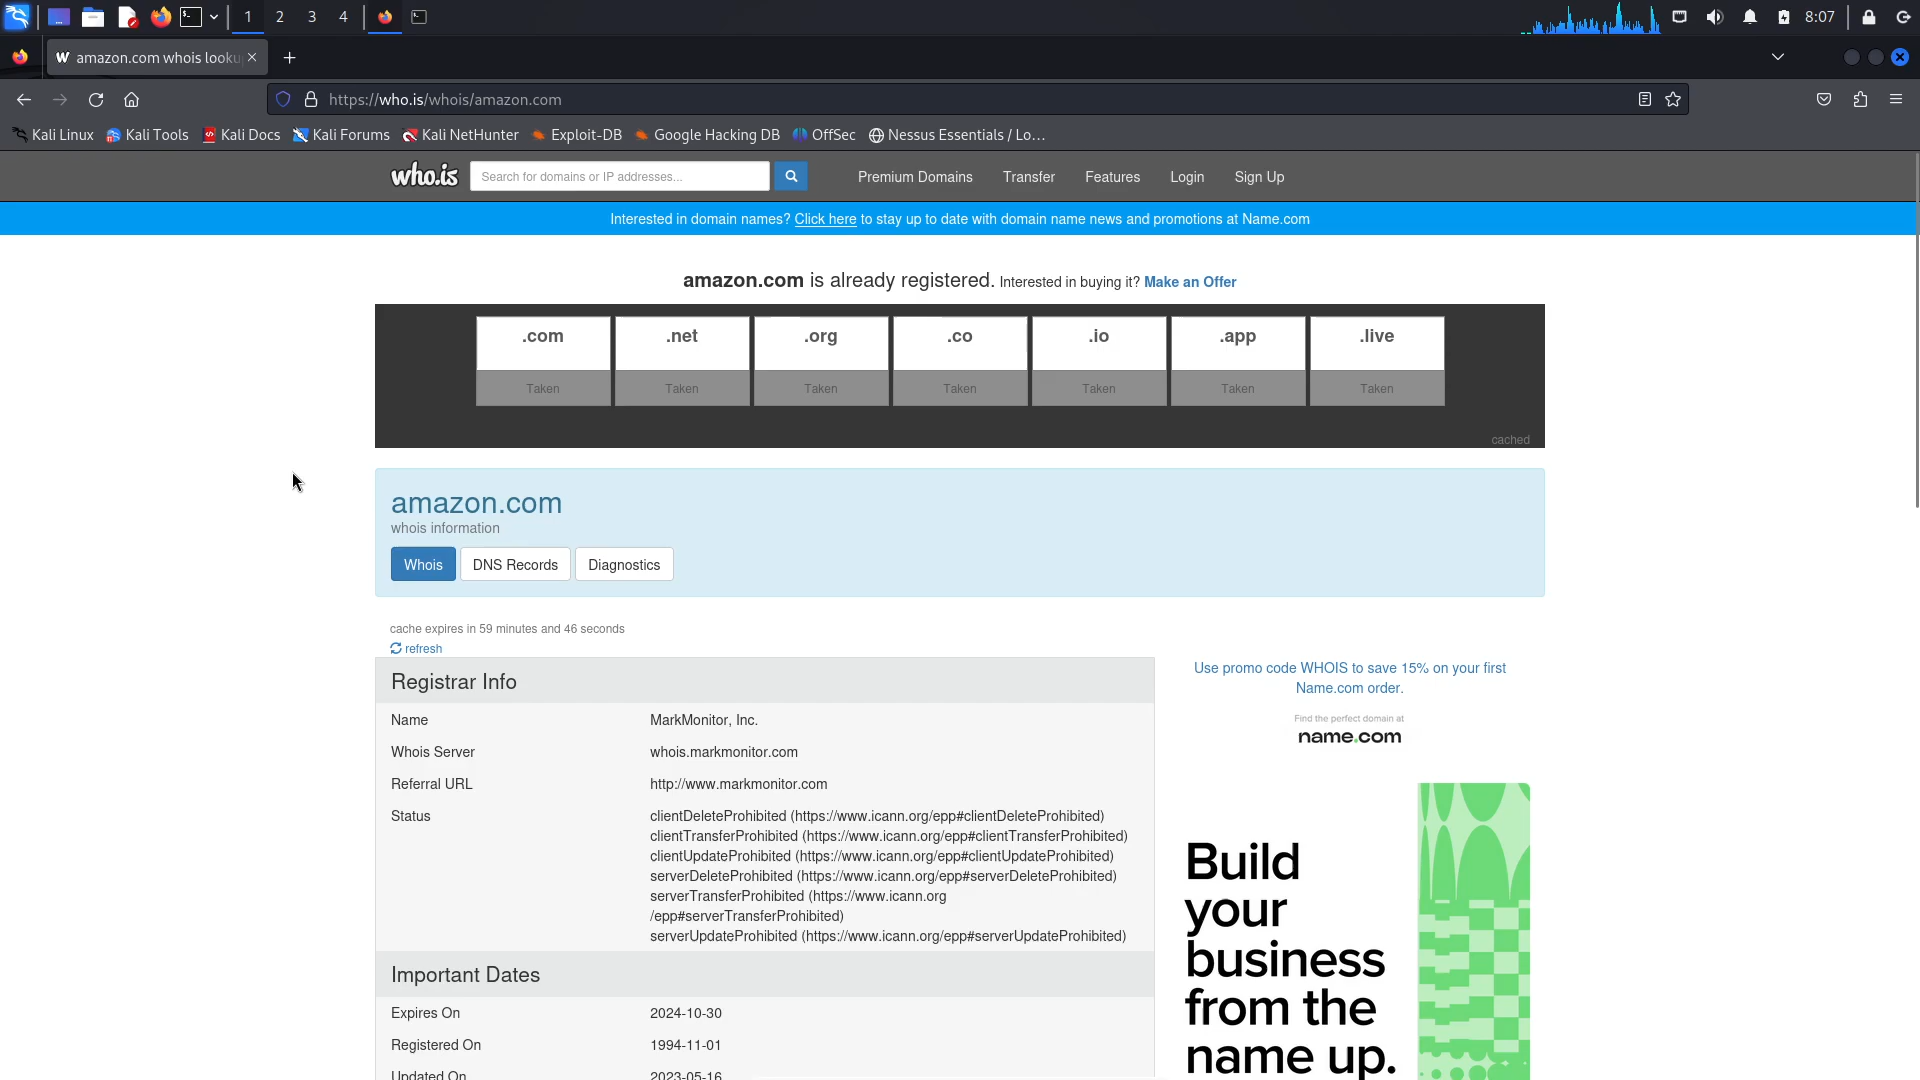 1 2 3 4 8:07
W amazon.com whois looku
https://who.is/whois/amazon.com
Kali Linux Kali Tools Kali Docs Kali Forums Kali NetHunter Exploit-DB Google Hacking DB OffSec Nessus Essentials / Lo…
who.is Search for domains or IP addresses... Premium Domains Transfer Features Login Sign Up
Interested in domain names? Click here to stay up to date with domain name news and promotions at Name.com
amazon.com is already registered. Interested in buying it? Make an Offer
.com .net .org .co .io .app .live
Taken Taken Taken Taken Taken Taken Taken
cached
amazon.com
whois information
Whois DNS Records Diagnostics
cache expires in 59 minutes and 46 seconds
refresh
Registrar Info
Name MarkMonitor, Inc.
Whois Server whois.markmonitor.com
Referral URL http://www.markmonitor.com
Status clientDeleteProhibited (https://www.icann.org/epp#clientDeleteProhibited)
clientTransferProhibited (https://www.icann.org/epp#clientTransferProhibited)
clientUpdateProhibited (https://www.icann.org/epp#clientUpdateProhibited)
serverDeleteProhibited (https://www.icann.org/epp#serverDeleteProhibited)
serverTransferProhibited (https://www.icann.org
/epp#serverTransferProhibited)
serverUpdateProhibited (https://www.icann.org/epp#serverUpdateProhibited)
Important Dates
Expires On 2024-10-30
Registered On 1994-11-01
Updated On 2023-05-16
Use promo code WHOIS to save 15% on your first
Name.com order.
Find the perfect domain at
name.com
Build
your
business
from the
name up.